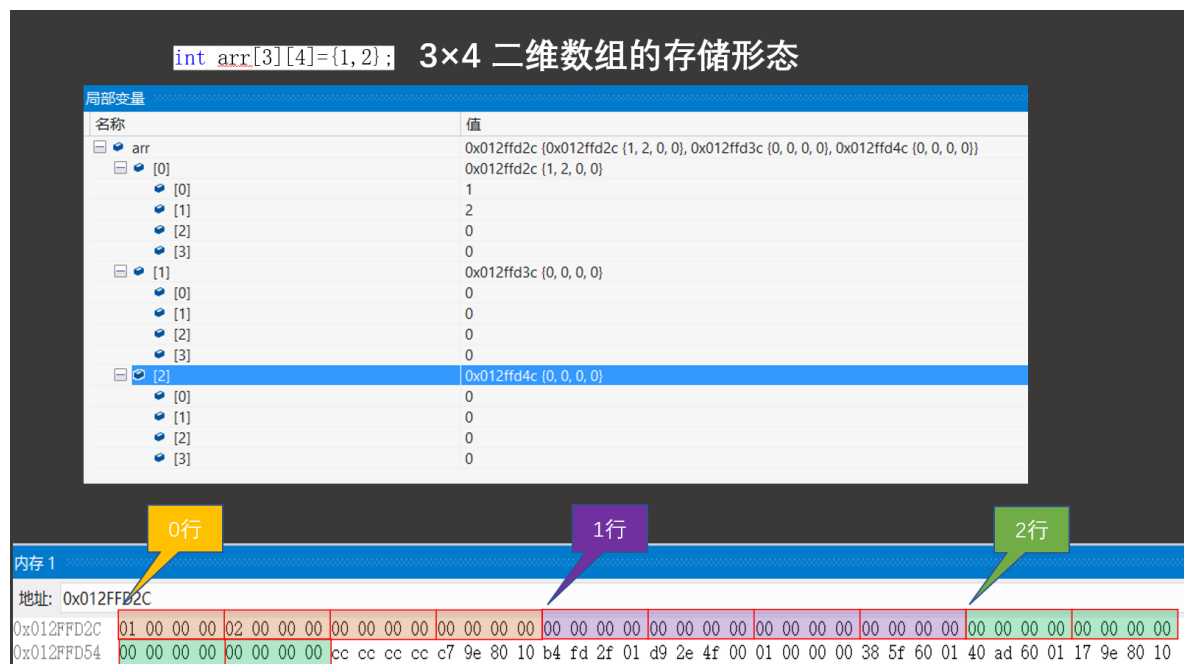 int arr[3][4]={1,2}; 3×4 二维数组的存储形态
局部变量
名称 值
arr 0x012ffd2c {0x012ffd2c {1, 2, 0, 0}, 0x012ffd3c {0, 0, 0, 0}, 0x012ffd4c {0, 0, 0, 0}}
[0] 0x012ffd2c {1, 2, 0, 0}
[0] 1
[1] 2
[2] 0
[3] 0
[1] 0x012ffd3c {0, 0, 0, 0}
[0] 0
[1] 0
[2] 0
[3] 0
[2] 0x012ffd4c {0, 0, 0, 0}
[0] 0
[1] 0
[2] 0
[3] 0
0行 1行 2行
内存 1
地址: 0x012FFD2C
0x012FFD2C 01 00 00 00 02 00 00 00 00 00 00 00 00 00 00 00 00 00 00 00 00 00 00 00 00 00 00 00 00 00 00 00 00 00 00 00 00 00 00 00
0x012FFD54 00 00 00 00 00 00 00 00 cc cc cc cc c7 9e 80 10 b4 fd 2f 01 d9 2e 4f 00 01 00 00 00 38 5f 60 01 40 ad 60 01 17 9e 80 10